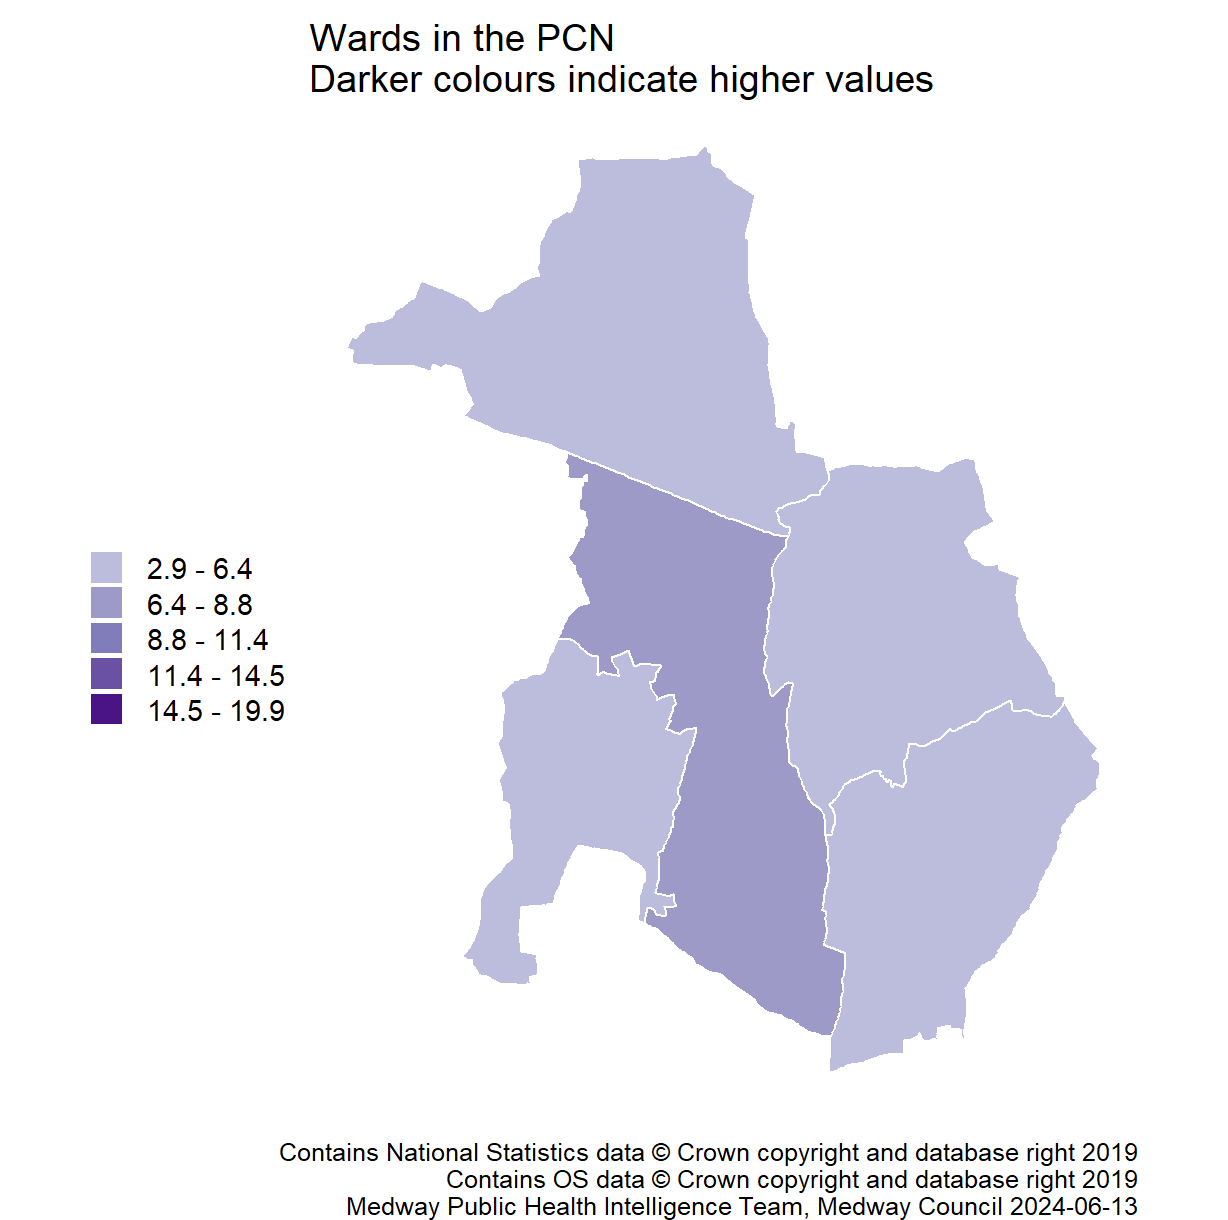 Wards in the PCN
Darker colours indicate higher values
2.9 - 6.4
6.4 - 8.8
8.8 - 11.4
11.4 - 14.5
14.5 - 19.9
Contains National Statistics data © Crown copyright and database right 2019
Contains OS data © Crown copyright and database right 2019
Medway Public Health Intelligence Team, Medway Council 2024-06-13